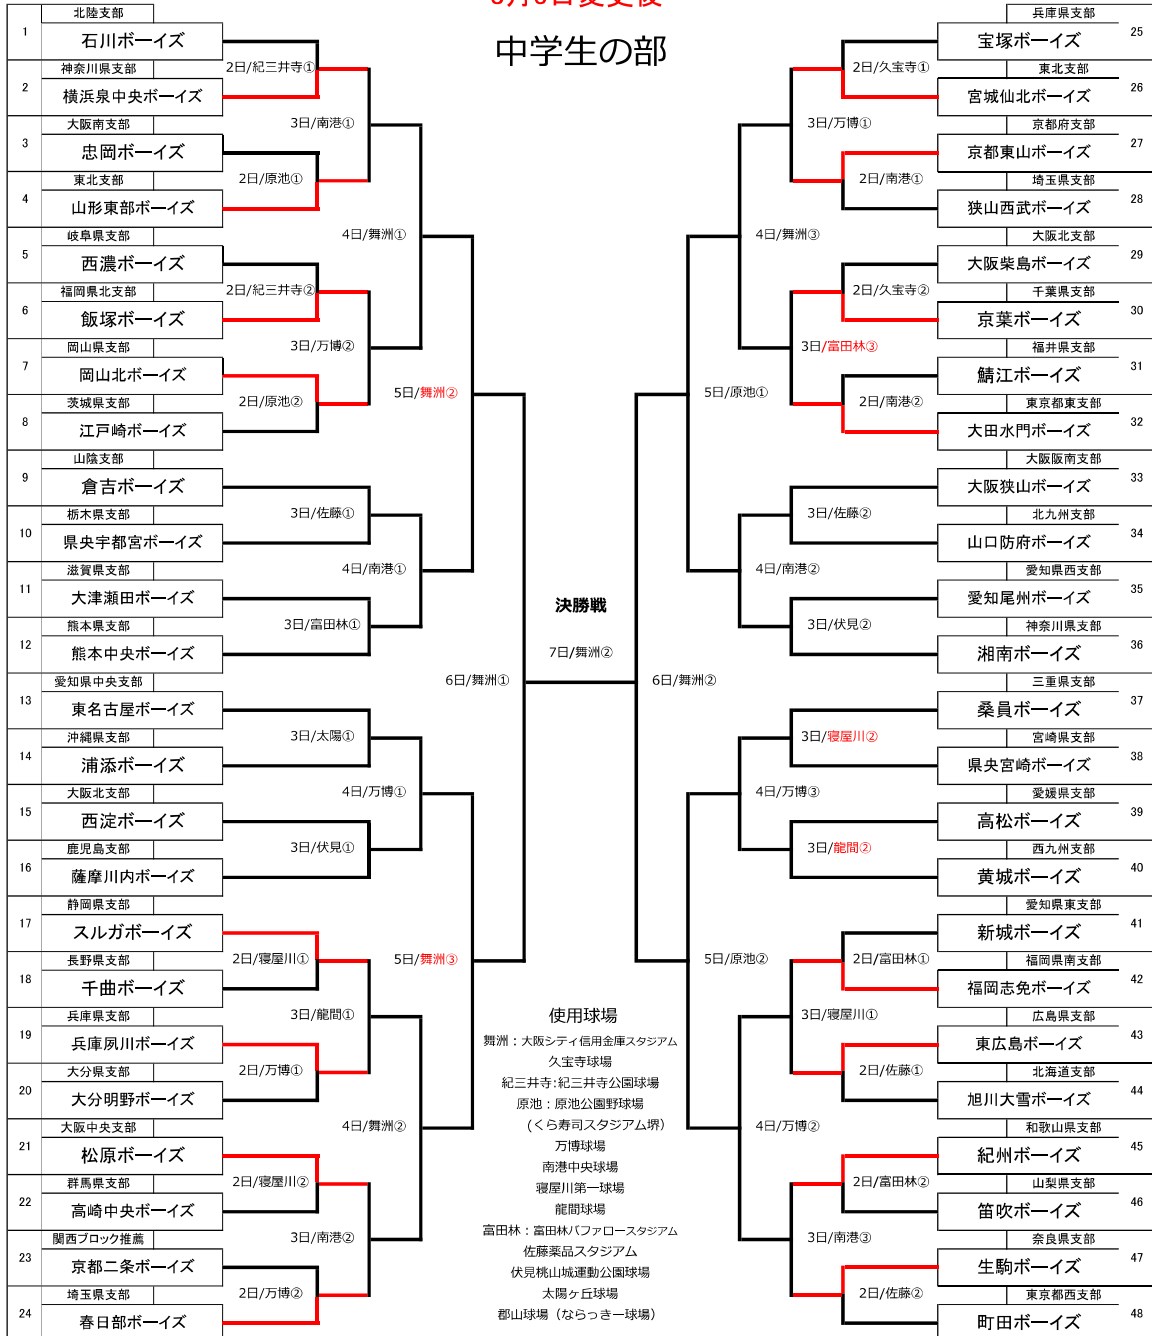 中学生の部
1
北陸支部
石川ボーイズ
2
神奈川県支部
横浜泉中央ボーイズ
3
大阪南支部
忠岡ボーイズ
4
東北支部
山形東部ボーイズ
5
岐阜県支部
西濃ボーイズ
6
福岡県北支部
飯塚ボーイズ
7
岡山県支部
岡山北ボーイズ
8
茨城県支部
江戸崎ボーイズ
9
山陰支部
倉吉ボーイズ
10
栃木県支部
県央宇都宮ボーイズ
11
滋賀県支部
大津瀬田ボーイズ
12
熊本県支部
熊本中央ボーイズ
13
愛知県中央支部
東名古屋ボーイズ
14
沖縄県支部
浦添ボーイズ
15
大阪北支部
西淀ボーイズ
16
鹿児島支部
薩摩川内ボーイズ
17
静岡県支部
スルガボーイズ
18
長野県支部
千曲ボーイズ
19
兵庫県支部
兵庫夙川ボーイズ
20
大分県支部
大分明野ボーイズ
21
大阪中央支部
松原ボーイズ
22
群馬県支部
高崎中央ボーイズ
23
関西ブロック推薦
京都二条ボーイズ
24
埼玉県支部
春日部ボーイズ
2日/紀三井寺①
2日/原池①
2日/紀三井寺②
2日/原池②
2日/寝屋川①
2日/万博①
2日/寝屋川②
2日/万博②
3日/南港①
3日/万博②
3日/佐藤①
3日/富田林①
3日/太陽①
3日/伏見①
3日/龍間①
3日/南港②
4日/舞洲①
4日/南港①
4日/万博①
4日/舞洲②
5日/舞洲②
5日/舞洲③
6日/舞洲①
決勝戦
7日/舞洲②
6日/舞洲②
5日/原池①
5日/原池②
4日/舞洲③
4日/南港②
4日/万博③
4日/万博②
3日/万博①
3日/富田林③
3日/佐藤②
3日/伏見②
3日/寝屋川②
3日/龍間②
3日/寝屋川①
3日/南港③
2日/久宝寺①
2日/南港①
2日/久宝寺②
2日/南港②
2日/富田林①
2日/佐藤①
2日/富田林②
2日/佐藤②
兵庫県支部
宝塚ボーイズ
25
東北支部
宮城仙北ボーイズ
26
京都府支部
京都東山ボーイズ
27
埼玉県支部
狭山西武ボーイズ
28
大阪北支部
大阪柴島ボーイズ
29
千葉県支部
京葉ボーイズ
30
福井県支部
鯖江ボーイズ
31
東京都東支部
大田水門ボーイズ
32
大阪阪南支部
大阪狭山ボーイズ
33
北九州支部
山口防府ボーイズ
34
愛知県西支部
愛知尾州ボーイズ
35
神奈川県支部
湘南ボーイズ
36
三重県支部
桑員ボーイズ
37
宮崎県支部
県央宮崎ボーイズ
38
愛媛県支部
高松ボーイズ
39
西九州支部
黄城ボーイズ
40
愛知県東支部
新城ボーイズ
41
福岡県南支部
福岡志免ボーイズ
42
広島県支部
東広島ボーイズ
43
北海道支部
旭川大雪ボーイズ
44
和歌山県支部
紀州ボーイズ
45
山梨県支部
笛吹ボーイズ
46
奈良県支部
生駒ボーイズ
47
東京都西支部
町田ボーイズ
48
使用球場
舞洲：大阪シティ信用金庫スタジアム
久宝寺球場
紀三井寺:紀三井寺公園球場
原池：原池公園野球場
(くら寿司スタジアム堺)
万博球場
南港中央球場
寝屋川第一球場
龍間球場
富田林：富田林バファロースタジアム
佐藤薬品スタジアム
伏見桃山城運動公園球場
太陽ヶ丘球場
郡山球場（ならっきー球場）